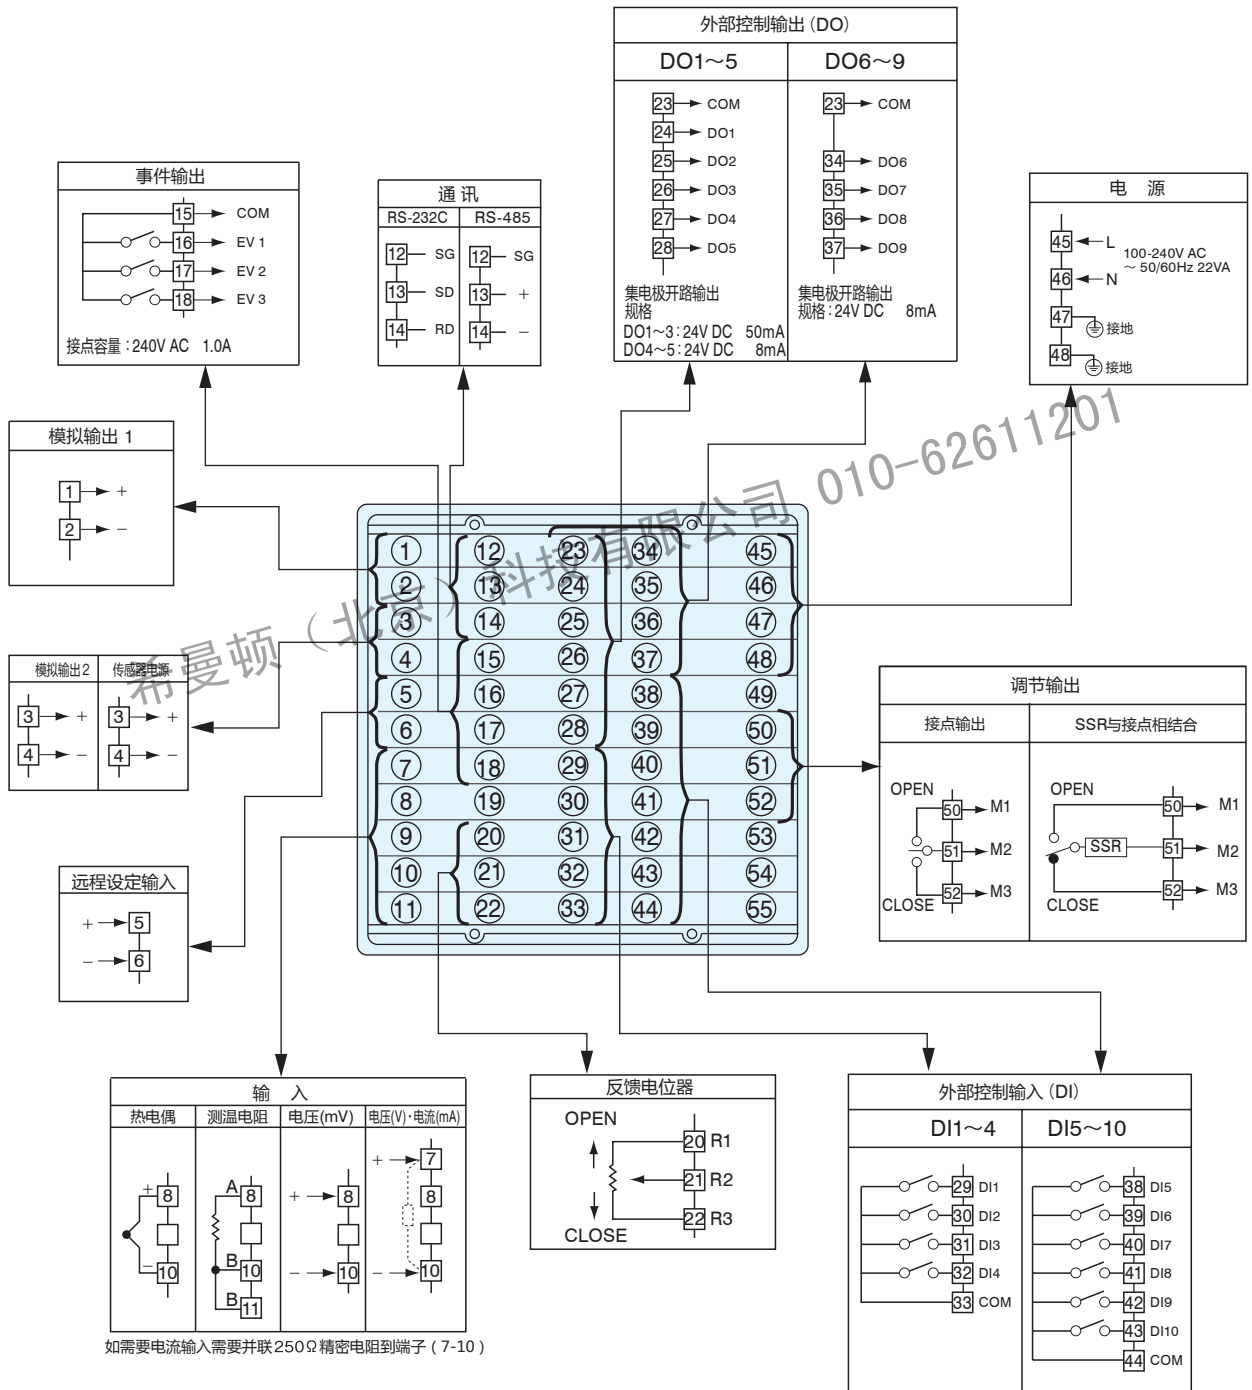 外部控制输出（DO）
DO1～5
DO6～9
23 COM
24 DO1
25 DO2
26 DO3
27 DO4
28 DO5
集电极开路输出
规格
DO1～3：24V DC 50mA
DO4～5：24V DC 8mA
23 COM
34 DO6
35 DO7
36 DO8
37 DO9
集电极开路输出
规格：24V DC 8mA
事件输出
15 COM
16 EV 1
17 EV 2
18 EV 3
接点容量：240V AC 1.0A
通 讯
RS-232C
RS-485
12 SG
13 SD
14 RD
12 SG
13 +
14 −
电 源
45 L
46 N
100-240V AC
～ 50/60Hz 22VA
47 接地
48 接地
模拟输出 1
1 +
2 −
希曼顿（北京）科技有限公司 010-62611201
1 12 23 34 45
2 13 24 35 46
3 14 25 36 47
4 15 26 37 48
5 16 27 38 49
6 17 28 39 50
7 18 29 40 51
8 19 30 41 52
9 20 31 42 53
10 21 32 43 54
11 22 33 44 55
模拟输出2
传感器电源
3 +
4 −
3 +
4 −
远程设定输入
+ 5
− 6
调节输出
接点输出
SSR与接点相结合
OPEN
50 M1
51 M2
52 M3
CLOSE
OPEN
50 M1
SSR 51 M2
52 M3
CLOSE
输 入
热电偶
测温电阻
电压(mV)
电压(V)·电流(mA)
+ 8
− 10
A 8
B 10
B 11
+ 8
− 10
+ 7
8
− 10
如需要电流输入需要并联250Ω精密电阻到端子（7-10）
反馈电位器
OPEN
20 R1
21 R2
22 R3
CLOSE
外部控制输入（DI）
DI1～4
DI5～10
29 DI1
30 DI2
31 DI3
32 DI4
33 COM
38 DI5
39 DI6
40 DI7
41 DI8
42 DI9
43 DI10
44 COM